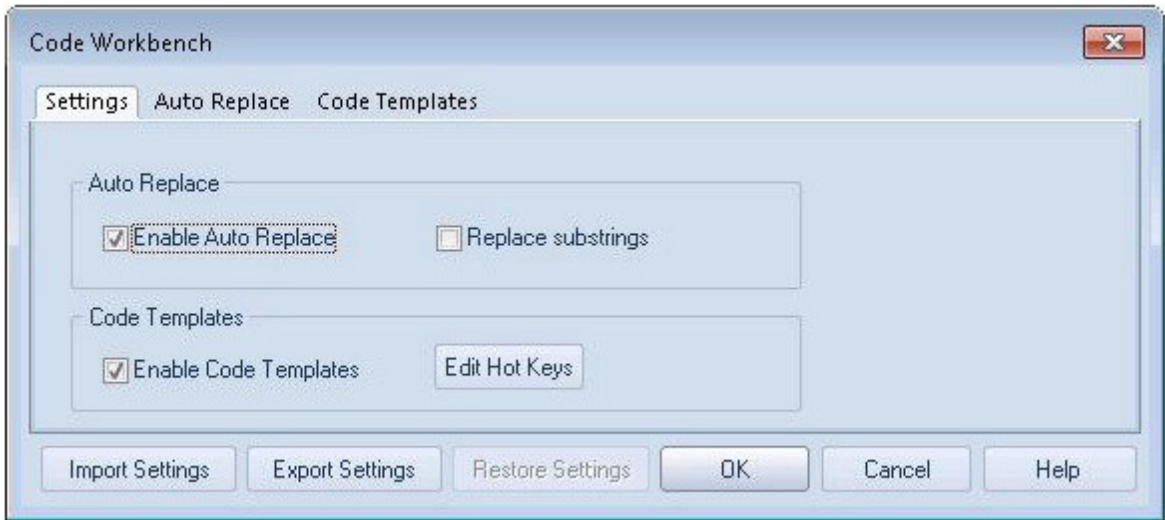 Code Workbench
Settings Auto Replace Code Templates
Auto Replace
Enable Auto Replace Replace substrings
Code Templates
Enable Code Templates Edit Hot Keys
Import Settings Export Settings Restore Settings OK Cancel Help